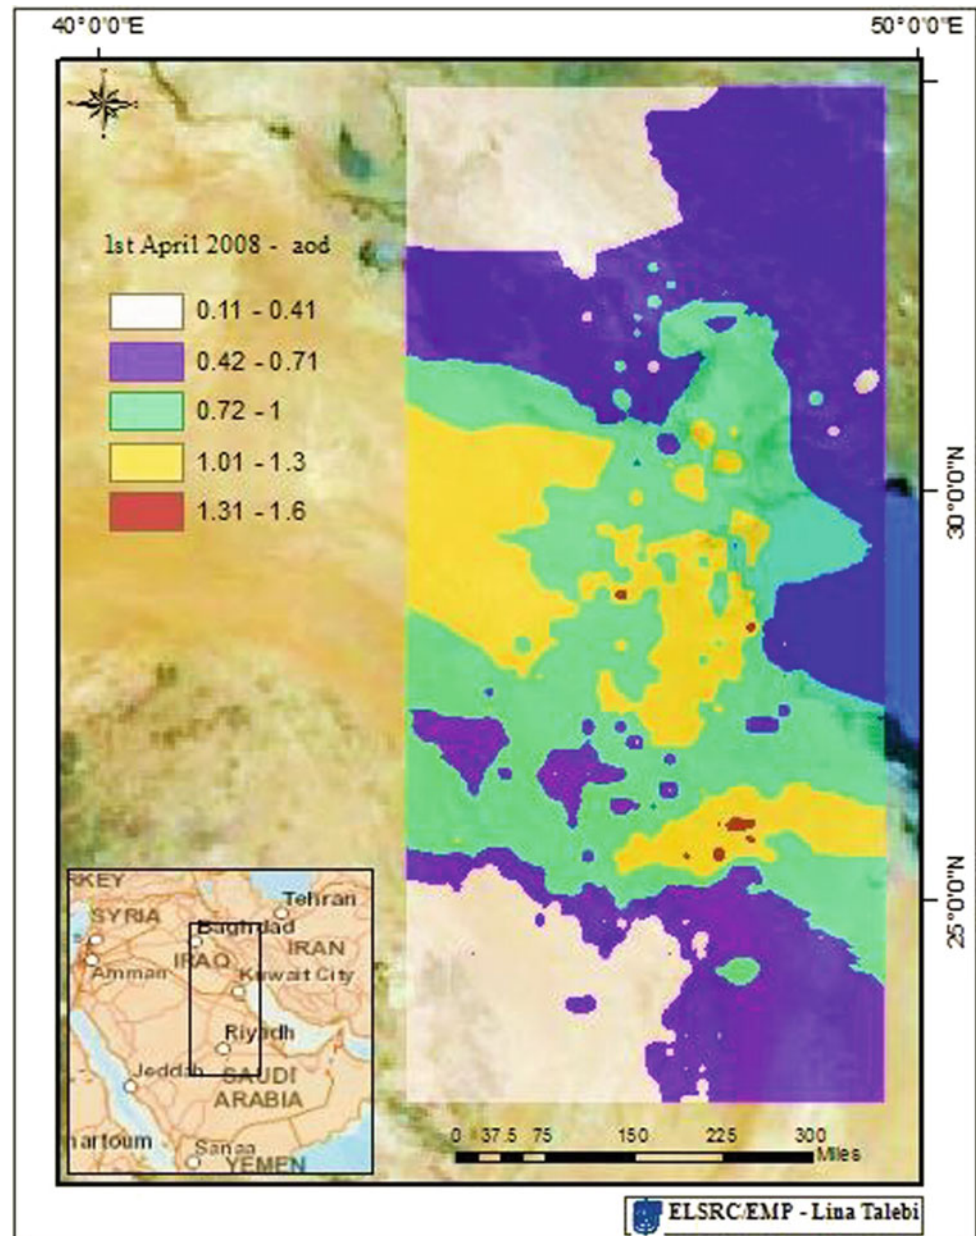 40°0'0"E
50°0'0"E
1st April 2008 - aod
0.11 - 0.41
0.42 - 0.71
0.72 - 1
1.01 - 1.3
1.31 - 1.6
30°0'0"N
25°0'0"N
RKEY
SYRIA
Tehran
Baghdad
IRAN
IRAQ
Amman
Kuwait City
Riyadh
Jeddah
SAUDI
ARABIA
hartoum
Sanaa
YEMEN
0 37.5 75 150 225 300
Miles
ELSRC/EMP - Lina Talebi